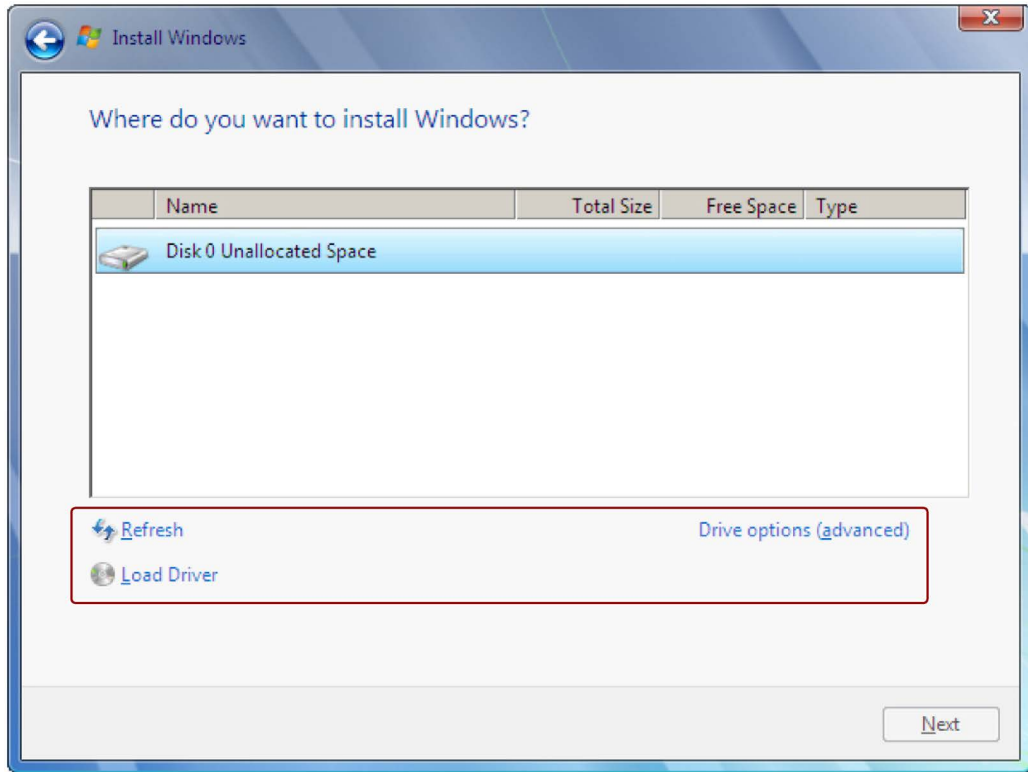 Install Windows
Where do you want to install Windows?
Name Total Size Free Space Type
Disk 0 Unallocated Space
Refresh Drive options (advanced)
Load Driver
Next